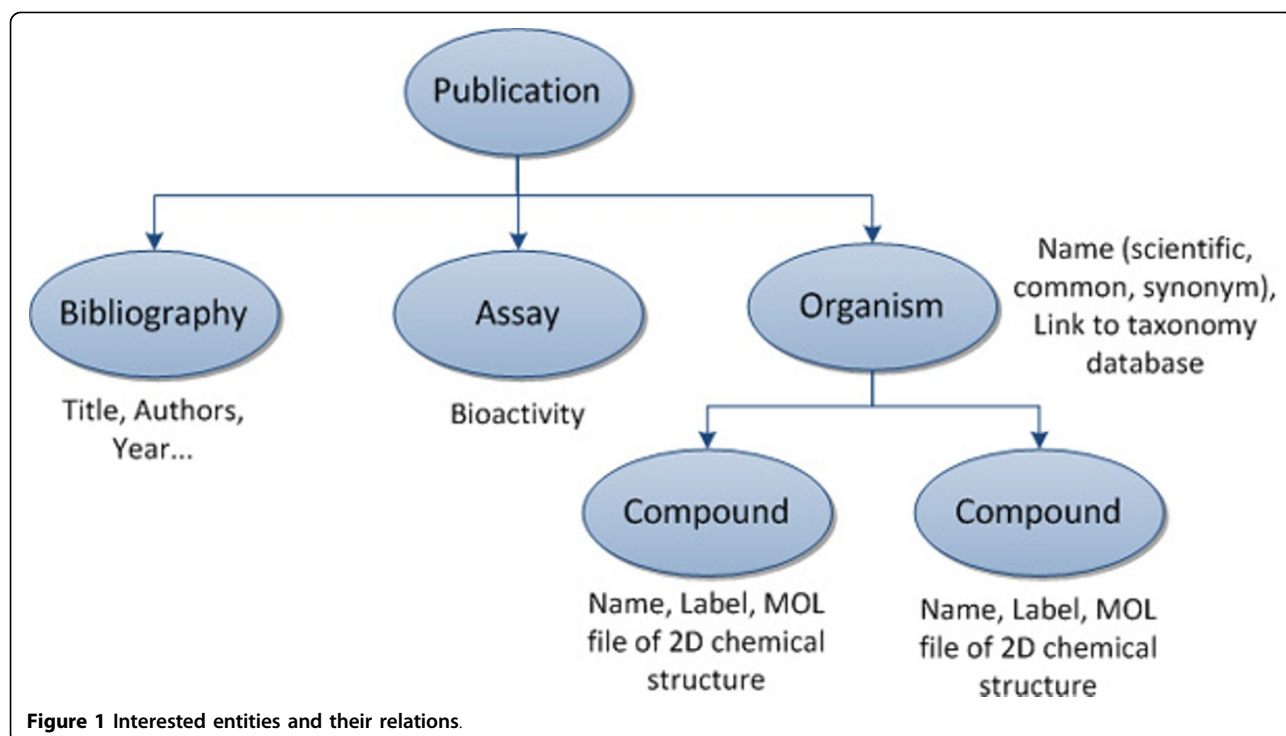 Publication
Bibliography
Title, Authors,
Year...
Assay
Bioactivity
Organism
Name (scientific,
common, synonym),
Link to taxonomy
database
Compound
Name, Label, MOL
file of 2D chemical
structure
Compound
Name, Label, MOL
file of 2D chemical
structure
Figure 1 Interested entities and their relations.